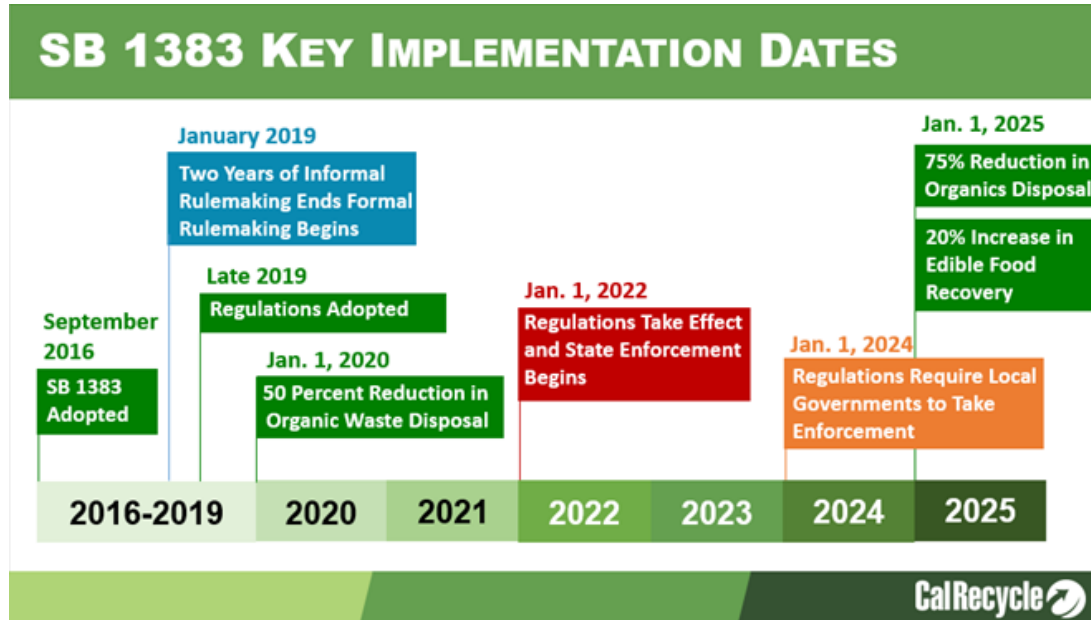 SB 1383 KEY IMPLEMENTATION DATES
January 2019
Two Years of Informal
Rulemaking Ends Formal
Rulemaking Begins
Late 2019
Regulations Adopted
September
2016
SB 1383
Adopted
Jan. 1, 2020
50 Percent Reduction in
Organic Waste Disposal
Jan. 1, 2022
Regulations Take Effect
and State Enforcement
Begins
Jan. 1, 2024
Regulations Require Local
Governments to Take
Enforcement
Jan. 1, 2025
75% Reduction in
Organics Disposal
20% Increase in
Edible Food
Recovery
2016-2019
2020
2021
2022
2023
2024
2025
CalRecycle